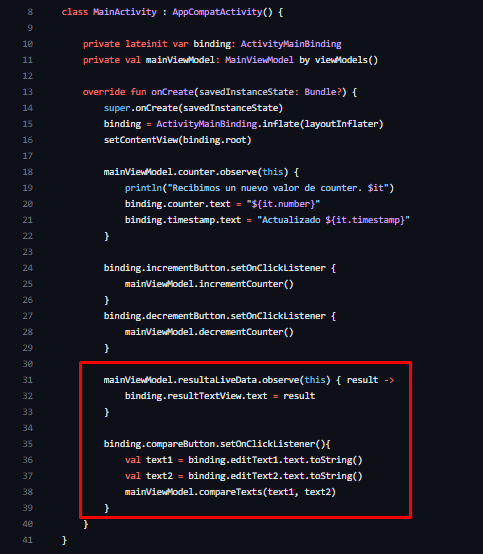 8 class MainActivity : AppCompatActivity() {
9
10 private lateinit var binding: ActivityMainBinding
11 private val mainViewModel: MainViewModel by viewModels()
12
13 override fun onCreate(savedInstanceState: Bundle?) {
14 super.onCreate(savedInstanceState)
15 binding = ActivityMainBinding.inflate(layoutInflater)
16 setContentView(binding.root)
17
18 mainViewModel.counter.observe(this) {
19 println("Recibimos un nuevo valor de counter. $it")
20 binding.counter.text = "${it.number}"
21 binding.timestamp.text = "Actualizado ${it.timestamp}"
22 }
23
24 binding.incrementButton.setOnClickListener {
25 mainViewModel.incrementCounter()
26 }
27 binding.decrementButton.setOnClickListener {
28 mainViewModel.decrementCounter()
29 }
30
31 mainViewModel.resultaLiveData.observe(this) { result ->
32 binding.resultTextView.text = result
33 }
34
35 binding.compareButton.setOnClickListener(){
36 val text1 = binding.editText1.text.toString()
37 val text2 = binding.editText2.text.toString()
38 mainViewModel.compareTexts(text1, text2)
39 }
40 }
41 }